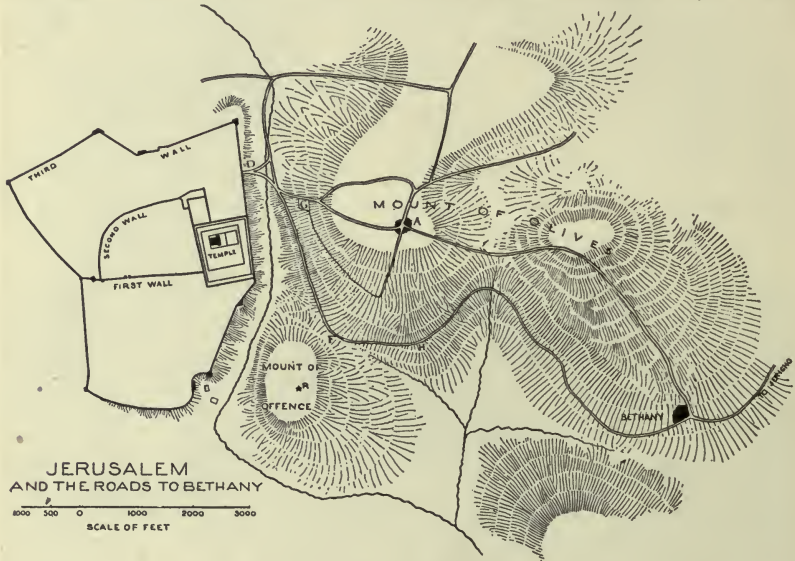 THIRD
WALL
SECOND WALL
TEMPLE
FIRST WALL
D
G
MOUNT OF OLIVES
A
F
H
MOUNT OF
R
OFFENCE
B
BETHANY
TO JERICHO
JERUSALEM
AND THE ROADS TO BETHANY
1000 500 0 1000 2000 3000
SCALE OF FEET